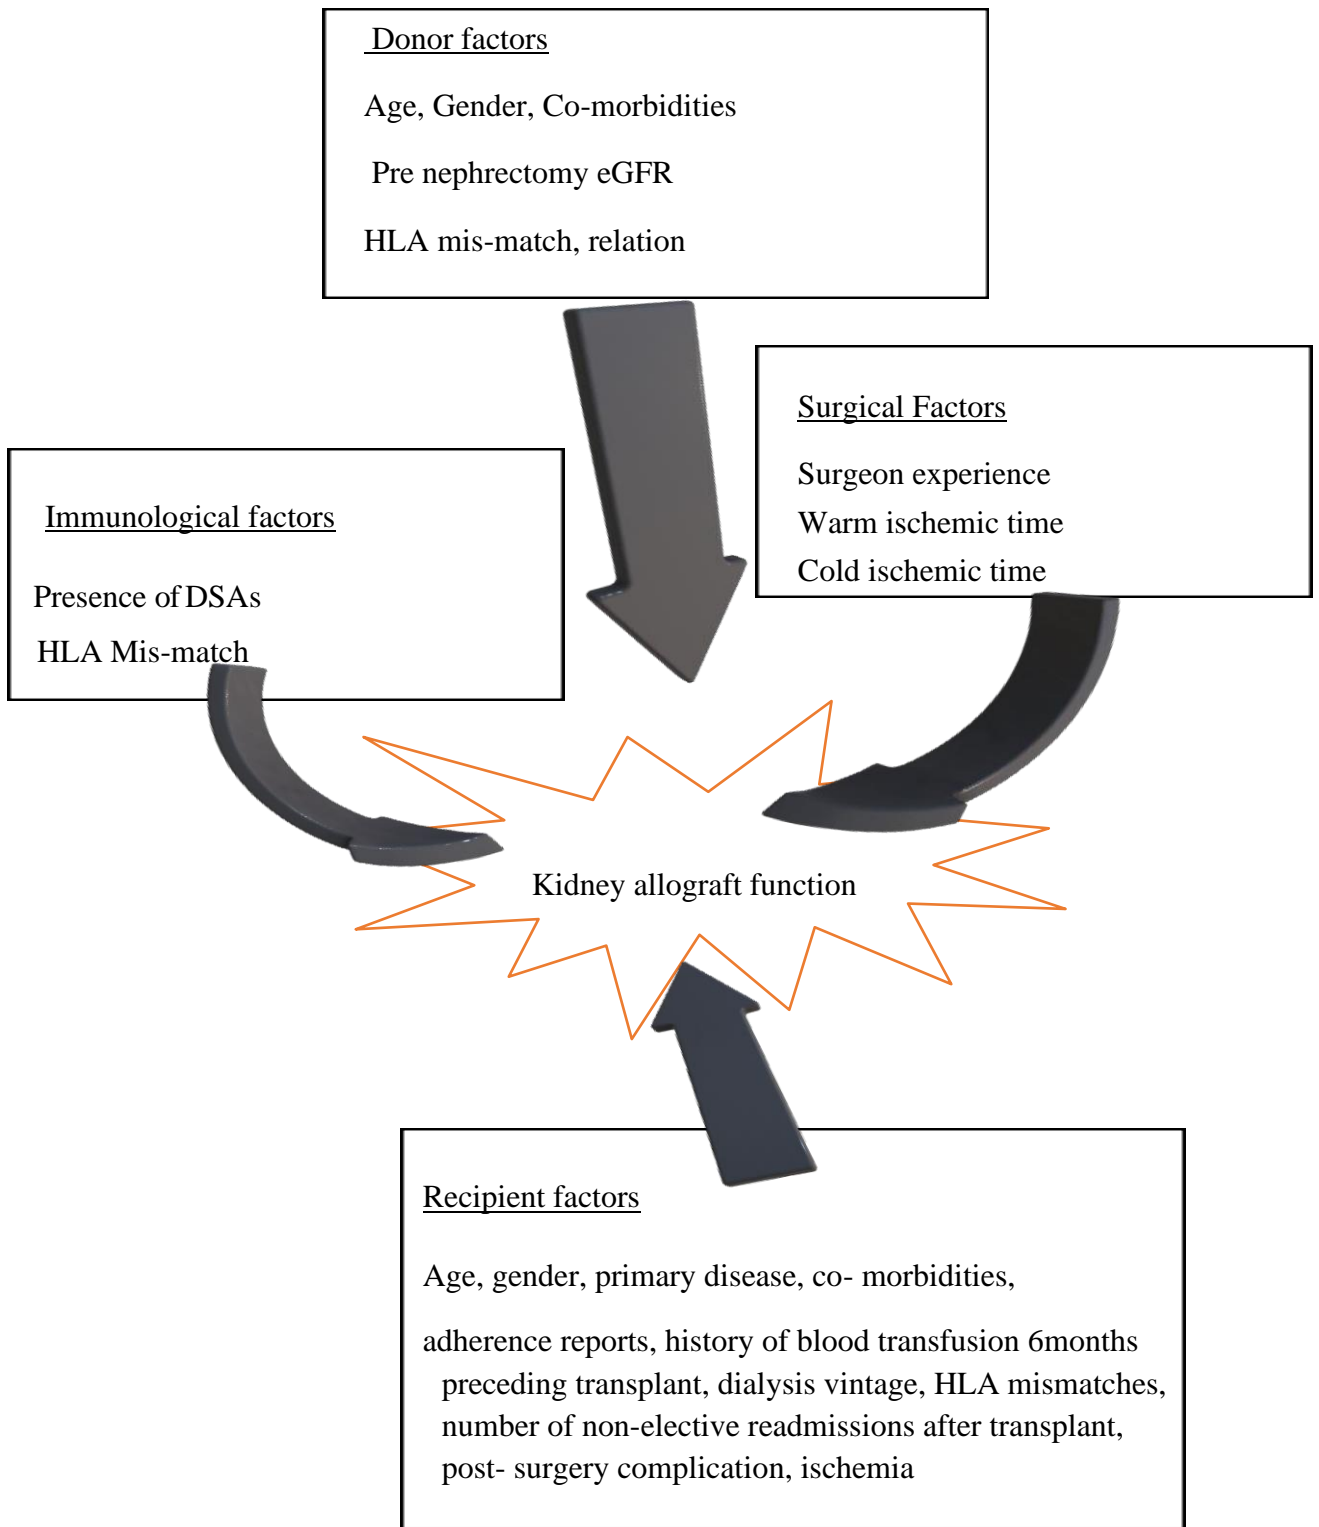 Donor factors
Age, Gender, Co-morbidities
Pre nephrectomy eGFR
HLA mis-match, relation
Surgical Factors
Surgeon experience
Warm ischemic time
Cold ischemic time
Immunological factors
Presence of DSAs
HLA Mis-match
Kidney allograft function
Recipient factors
Age, gender, primary disease, co- morbidities,
adherence reports, history of blood transfusion 6months
preceding transplant, dialysis vintage, HLA mismatches,
number of non-elective readmissions after transplant,
post- surgery complication, ischemia